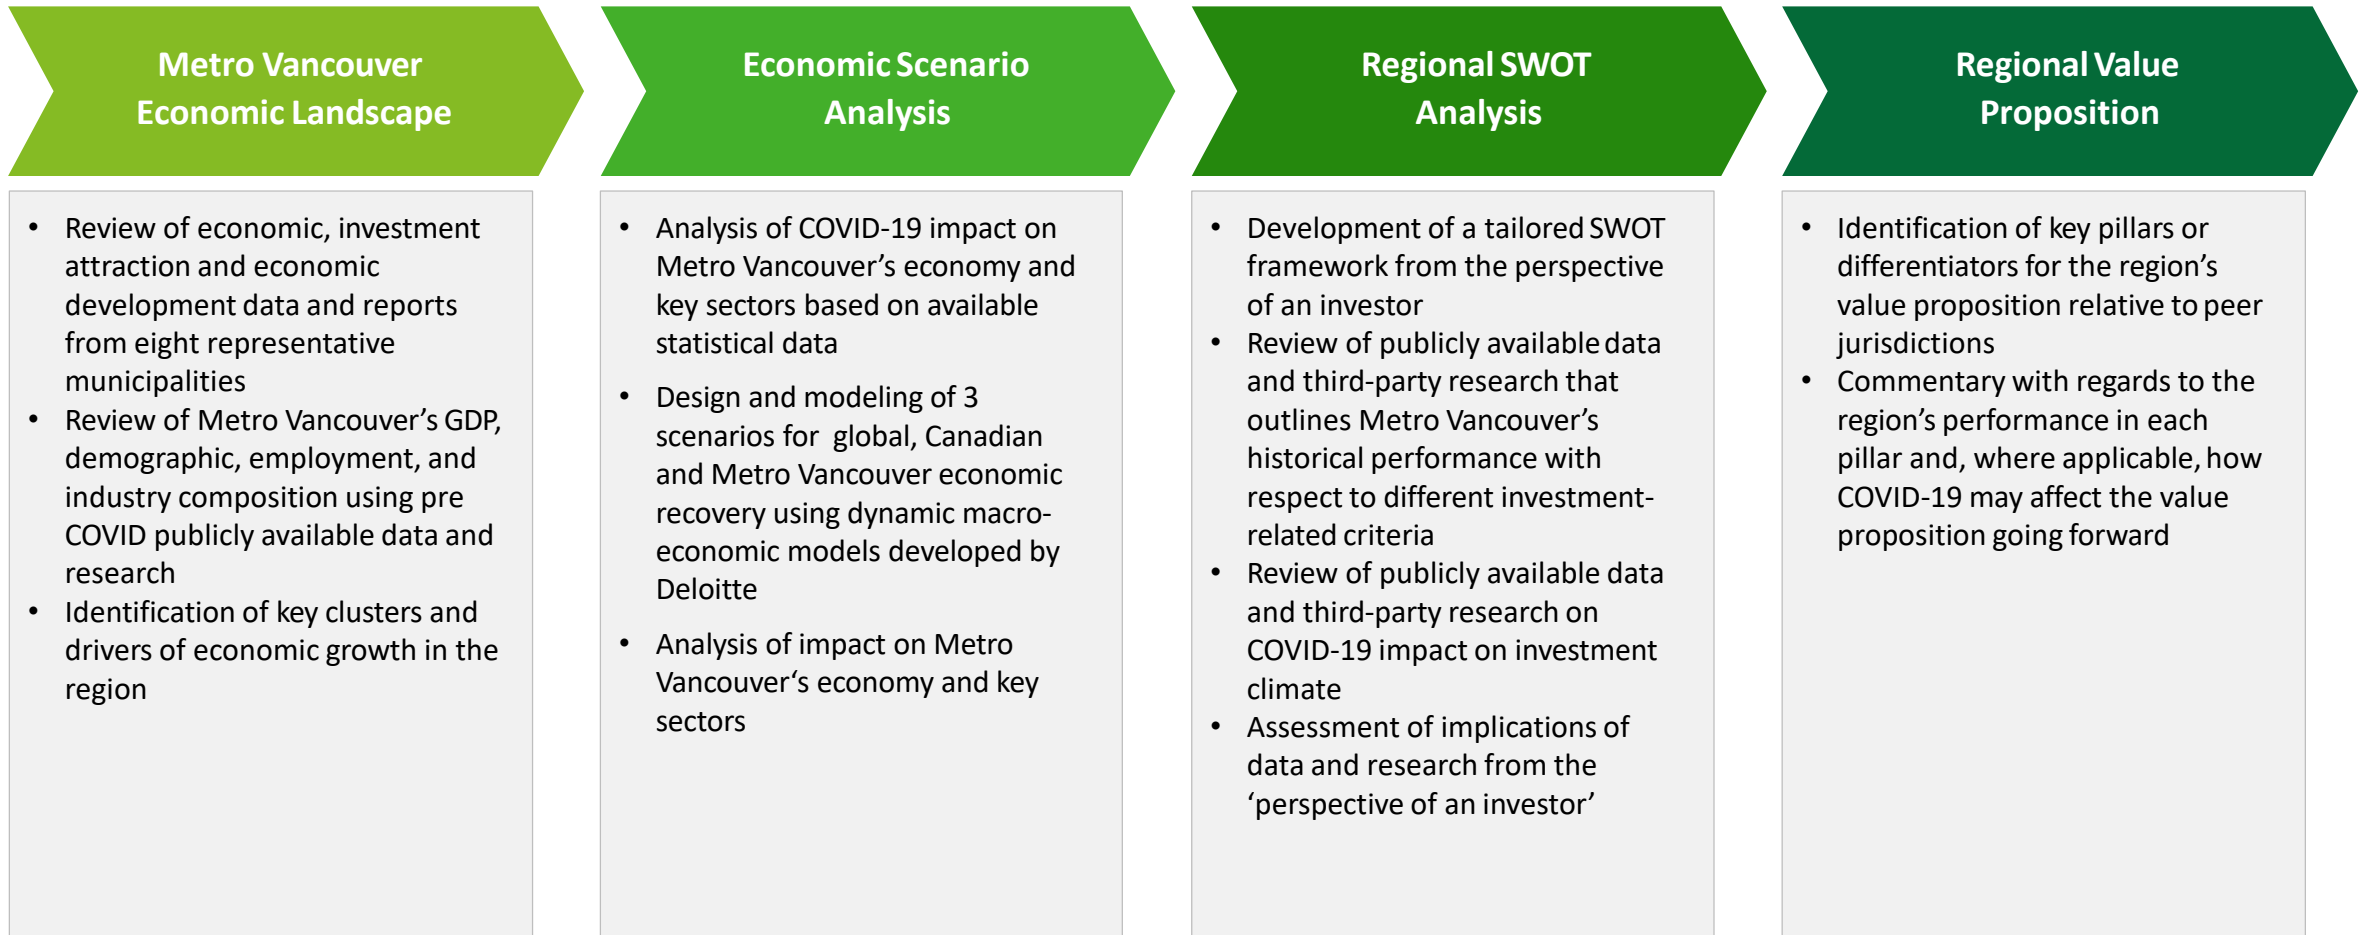 Metro Vancouver
Economic Landscape
• Review of economic, investment
attraction and economic
development data and reports
from eight representative
municipalities
• Review of Metro Vancouver’s GDP,
demographic, employment, and
industry composition using pre
COVID publicly available data and
research
• Identification of key clusters and
drivers of economic growth in the
region
Economic Scenario
Analysis
• Analysis of COVID-19 impact on
Metro Vancouver’s economy and
key sectors based on available
statistical data
• Design and modeling of 3
scenarios for global, Canadian
and Metro Vancouver economic
recovery using dynamic macro-
economic models developed by
Deloitte
• Analysis of impact on Metro
Vancouver‘s economy and key
sectors
Regional SWOT
Analysis
• Development of a tailored SWOT
framework from the perspective
of an investor
• Review of publicly available data
and third-party research that
outlines Metro Vancouver’s
historical performance with
respect to different investment-
related criteria
• Review of publicly available data
and third-party research on
COVID-19 impact on investment
climate
• Assessment of implications of
data and research from the
‘perspective of an investor’
Regional Value
Proposition
• Identification of key pillars or
differentiators for the region’s
value proposition relative to peer
jurisdictions
• Commentary with regards to the
region’s performance in each
pillar and, where applicable, how
COVID-19 may affect the value
proposition going forward